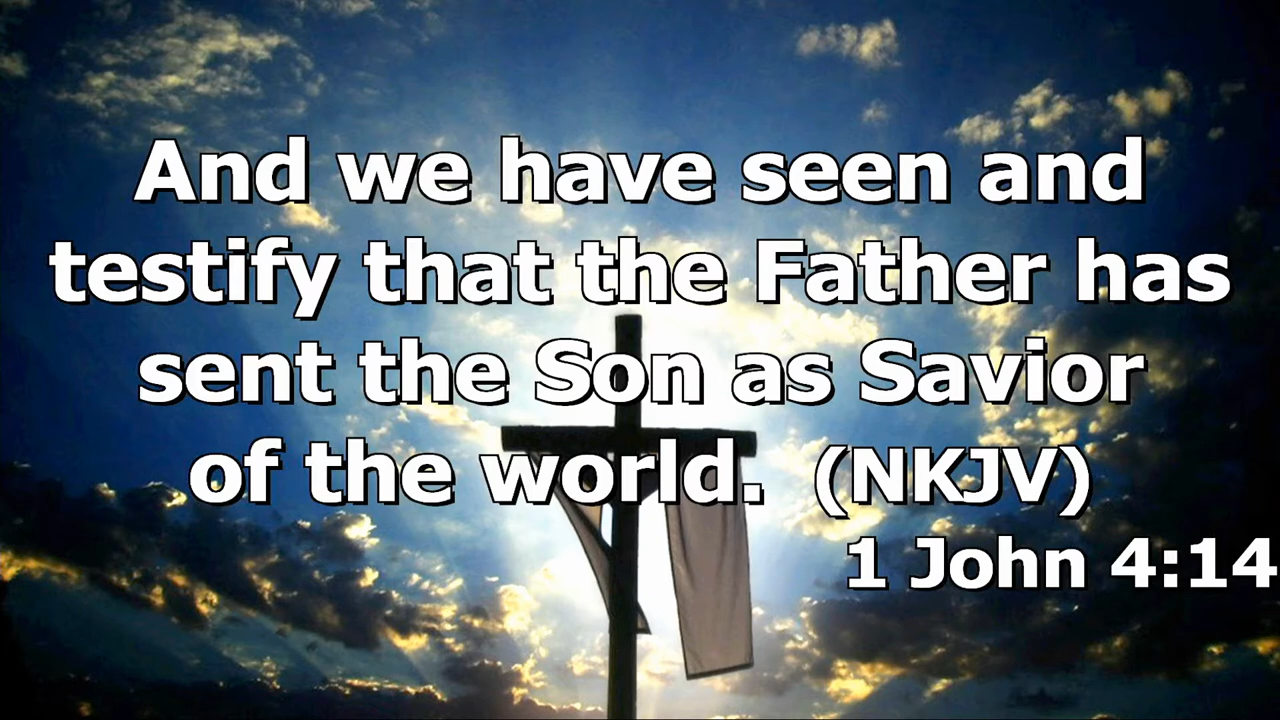 And we have seen and
testify that the Father has
sent the Son as Savior
of the world. (NKJV)
1 John 4:14